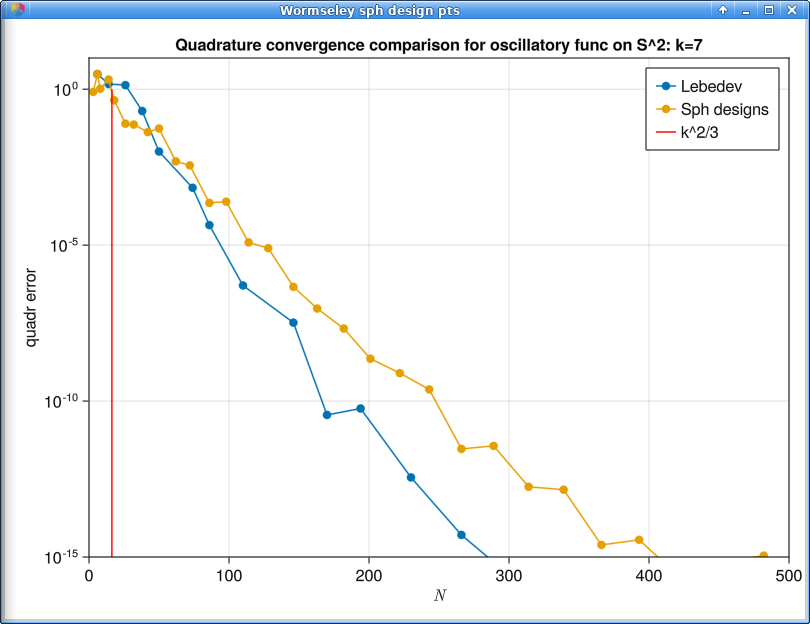 Wormseley sph design pts
Quadrature convergence comparison for oscillatory func on S^2: k=7
Lebedev
Sph designs
k^2/3
10⁰
10⁻⁵
10⁻¹⁰
10⁻¹⁵
quadr error
0 100 200 300 400 500
N